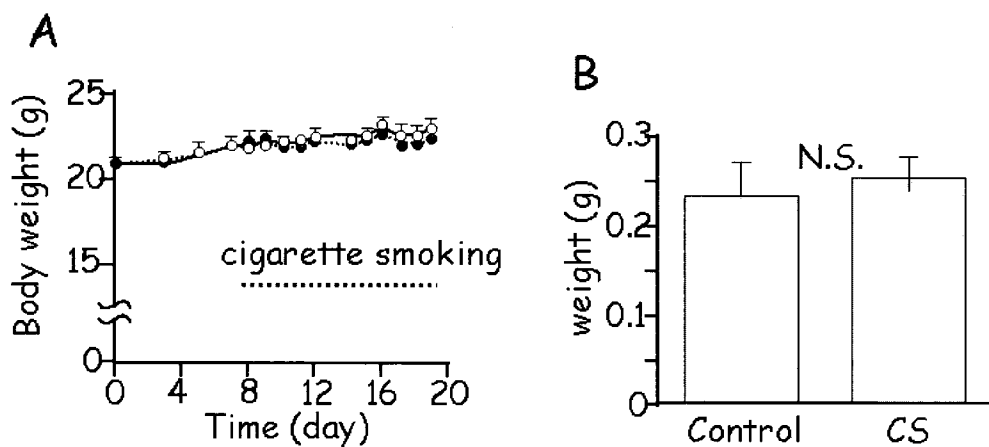 A
Body weight (g)
25
20
15
0
cigarette smoking
0 4 8 12 16 20
Time (day)
B
weight (g)
0.3
0.2
0.1
0
N.S.
Control CS